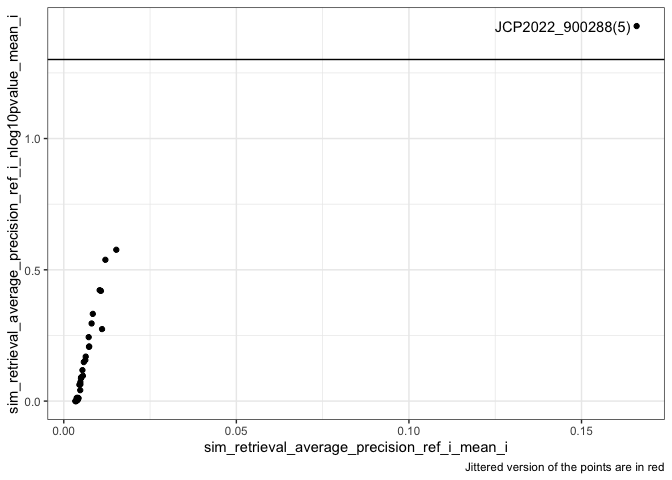 JCP2022_900288(5)
sim_retrieval_average_precision_ref_i_nlog10pvalue_mean_i
1.0
0.5
0.0
0.00
0.05
0.10
0.15
sim_retrieval_average_precision_ref_i_mean_i
Jittered version of the points are in red